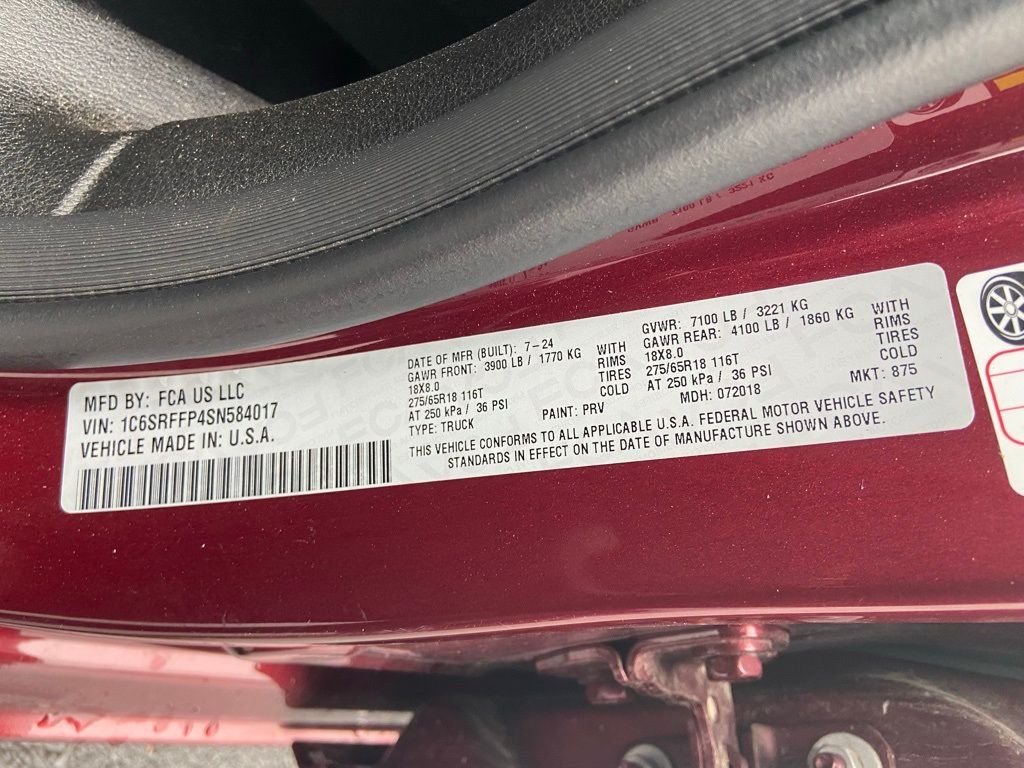 MFD BY: FCA US LLC
VIN: 1C6SRFFP4SN584017
VEHICLE MADE IN: U.S.A.
DATE OF MFR (BUILT): 7-24
GAWR FRONT: 3900 LB / 1770 KG WITH
18X8.0 RIMS
275/65R18 116T TIRES
AT 250 kPa / 36 PSI COLD
TYPE: TRUCK PAINT: PRV
GVWR: 7100 LB / 3221 KG
GAWR REAR: 4100 LB / 1860 KG WITH
18X8.0 RIMS
275/65R18 116T TIRES
AT 250 kPa / 36 PSI COLD
MDH: 072018 MKT: 875
THIS VEHICLE CONFORMS TO ALL APPLICABLE U.S.A. FEDERAL MOTOR VEHICLE SAFETY
STANDARDS IN EFFECT ON THE DATE OF MANUFACTURE SHOWN ABOVE.